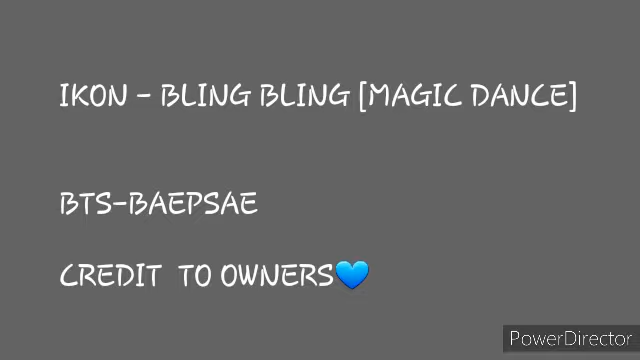 IKON - BLING BLING [MAGIC DANCE]
BTS-BAEPSAE
CREDIT TO OWNERS💙
PowerDirector